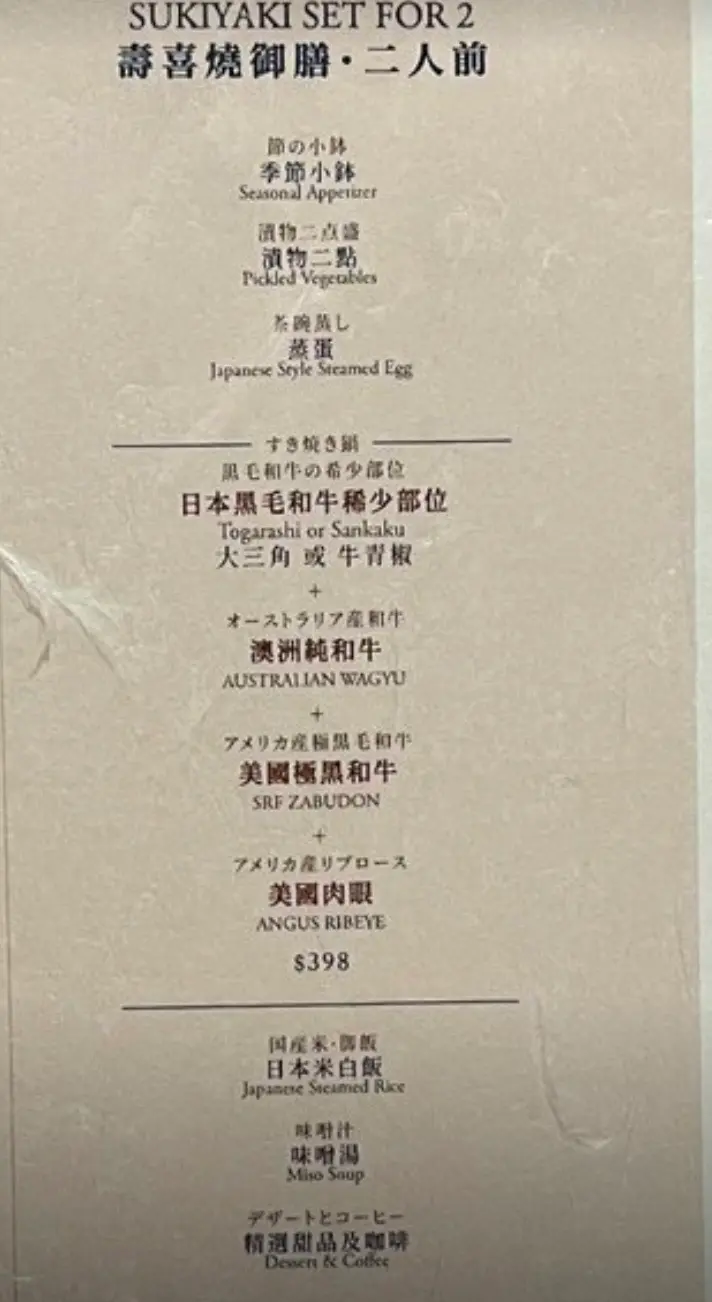 SUKIYAKI SET FOR 2
壽喜燒御膳・二人前
節の小鉢
季節小鉢
Seasonal Appetizer
漬物二点盛
漬物二點
Pickled Vegetables
茶碗蒸し
蒸蛋
Japanese Style Steamed Egg
すき焼き鍋
黒毛和牛の希少部位
日本黑毛和牛稀少部位
Togarashi or Sankaku
大三角 或 牛青椒
+
オーストラリア産和牛
澳洲純和牛
AUSTRALIAN WAGYU
+
アメリカ産極黒毛和牛
美國極黑和牛
SRF ZABUDON
+
アメリカ産リブロース
美國肉眼
ANGUS RIBEYE
$398
国産米・御飯
日本米白飯
Japanese Steamed Rice
味噌汁
味噌湯
Miso Soup
デザートとコーヒー
精選甜品及咖啡
Dessert & Coffee